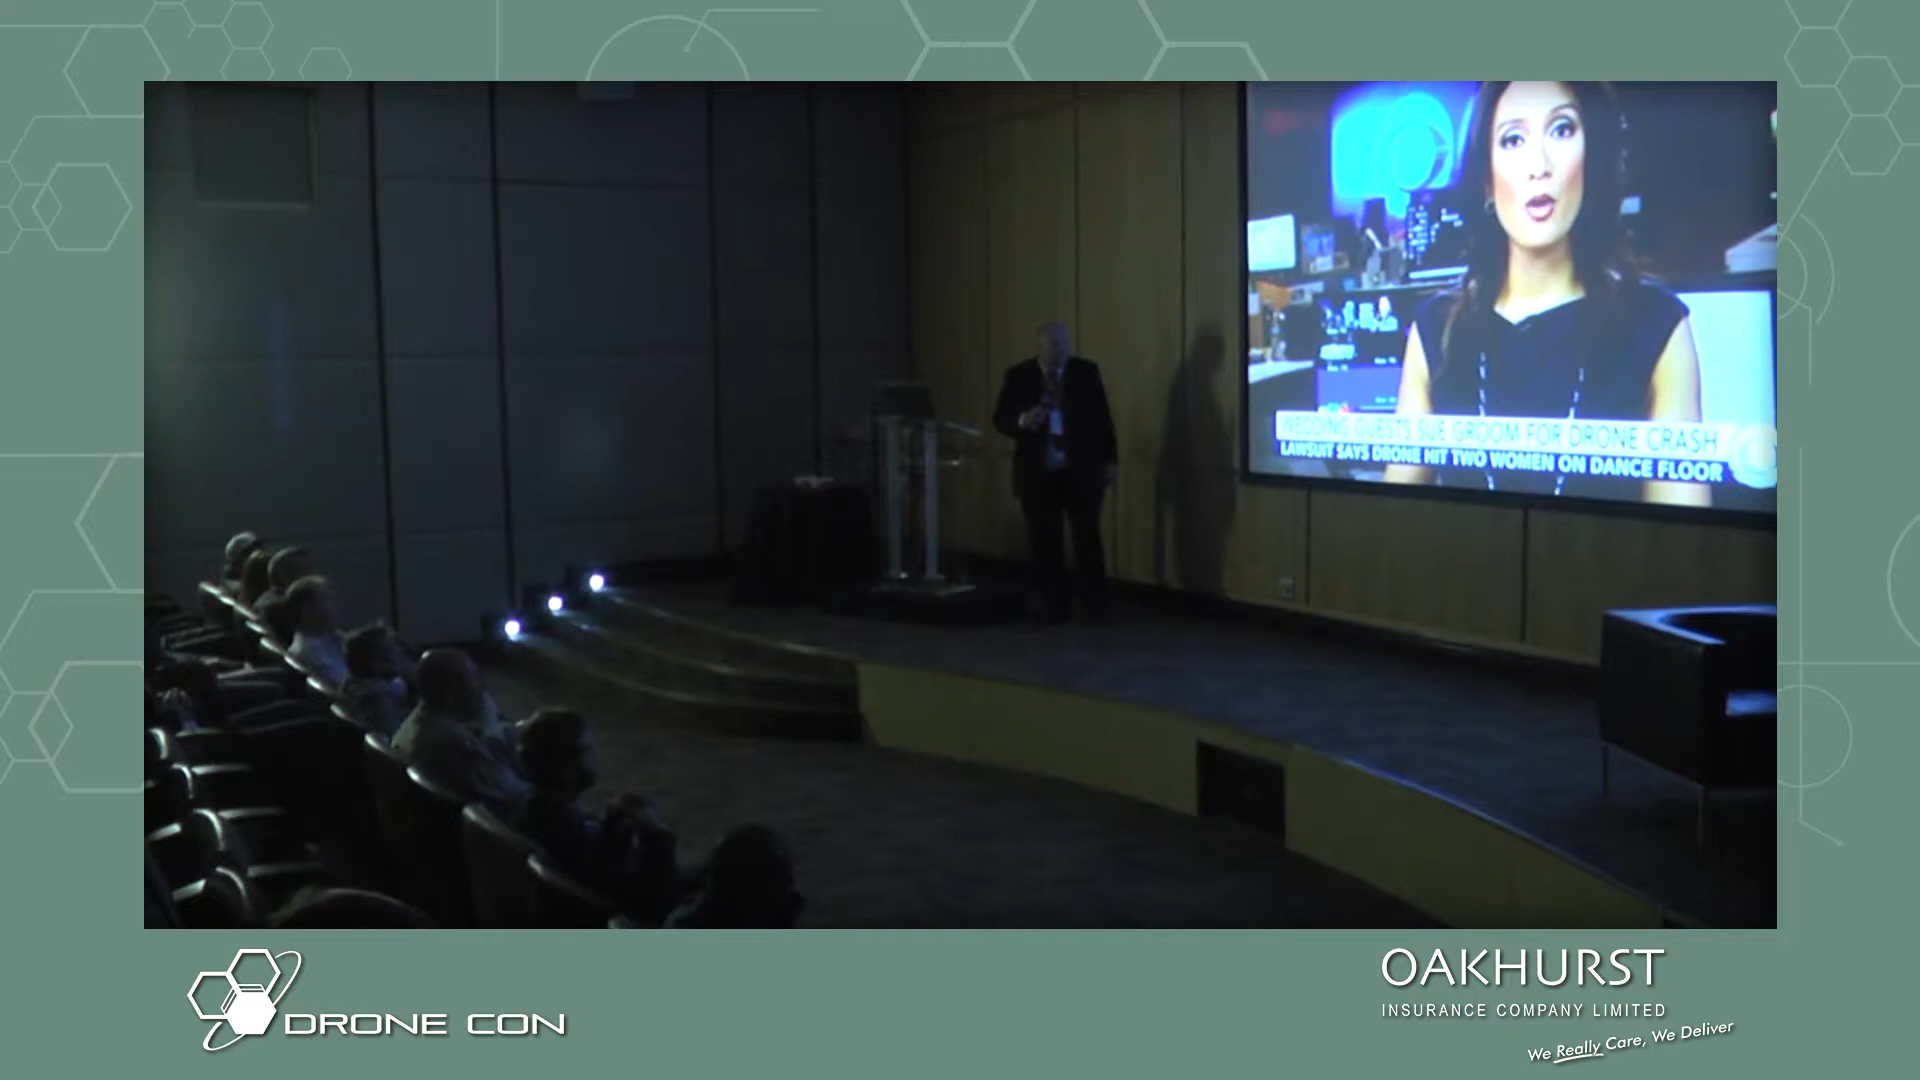 WEDDING GUESTS SUE GROOM FOR DRONE CRASH
LAWSUIT SAYS DRONE HIT TWO WOMEN ON DANCE FLOOR
DRONE CON
OAKHURST
INSURANCE COMPANY LIMITED
We Really Care, We Deliver